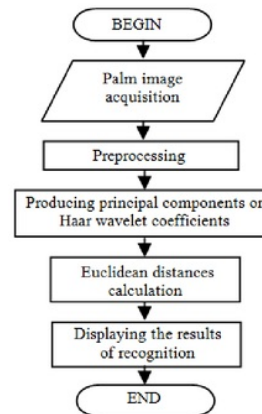 BEGIN
Palm image
acquisition
Preprocessing
Producing principal components or
Haar wavelet coefficients
Euclidean distances
calculation
Displaying the results
of recognition
END